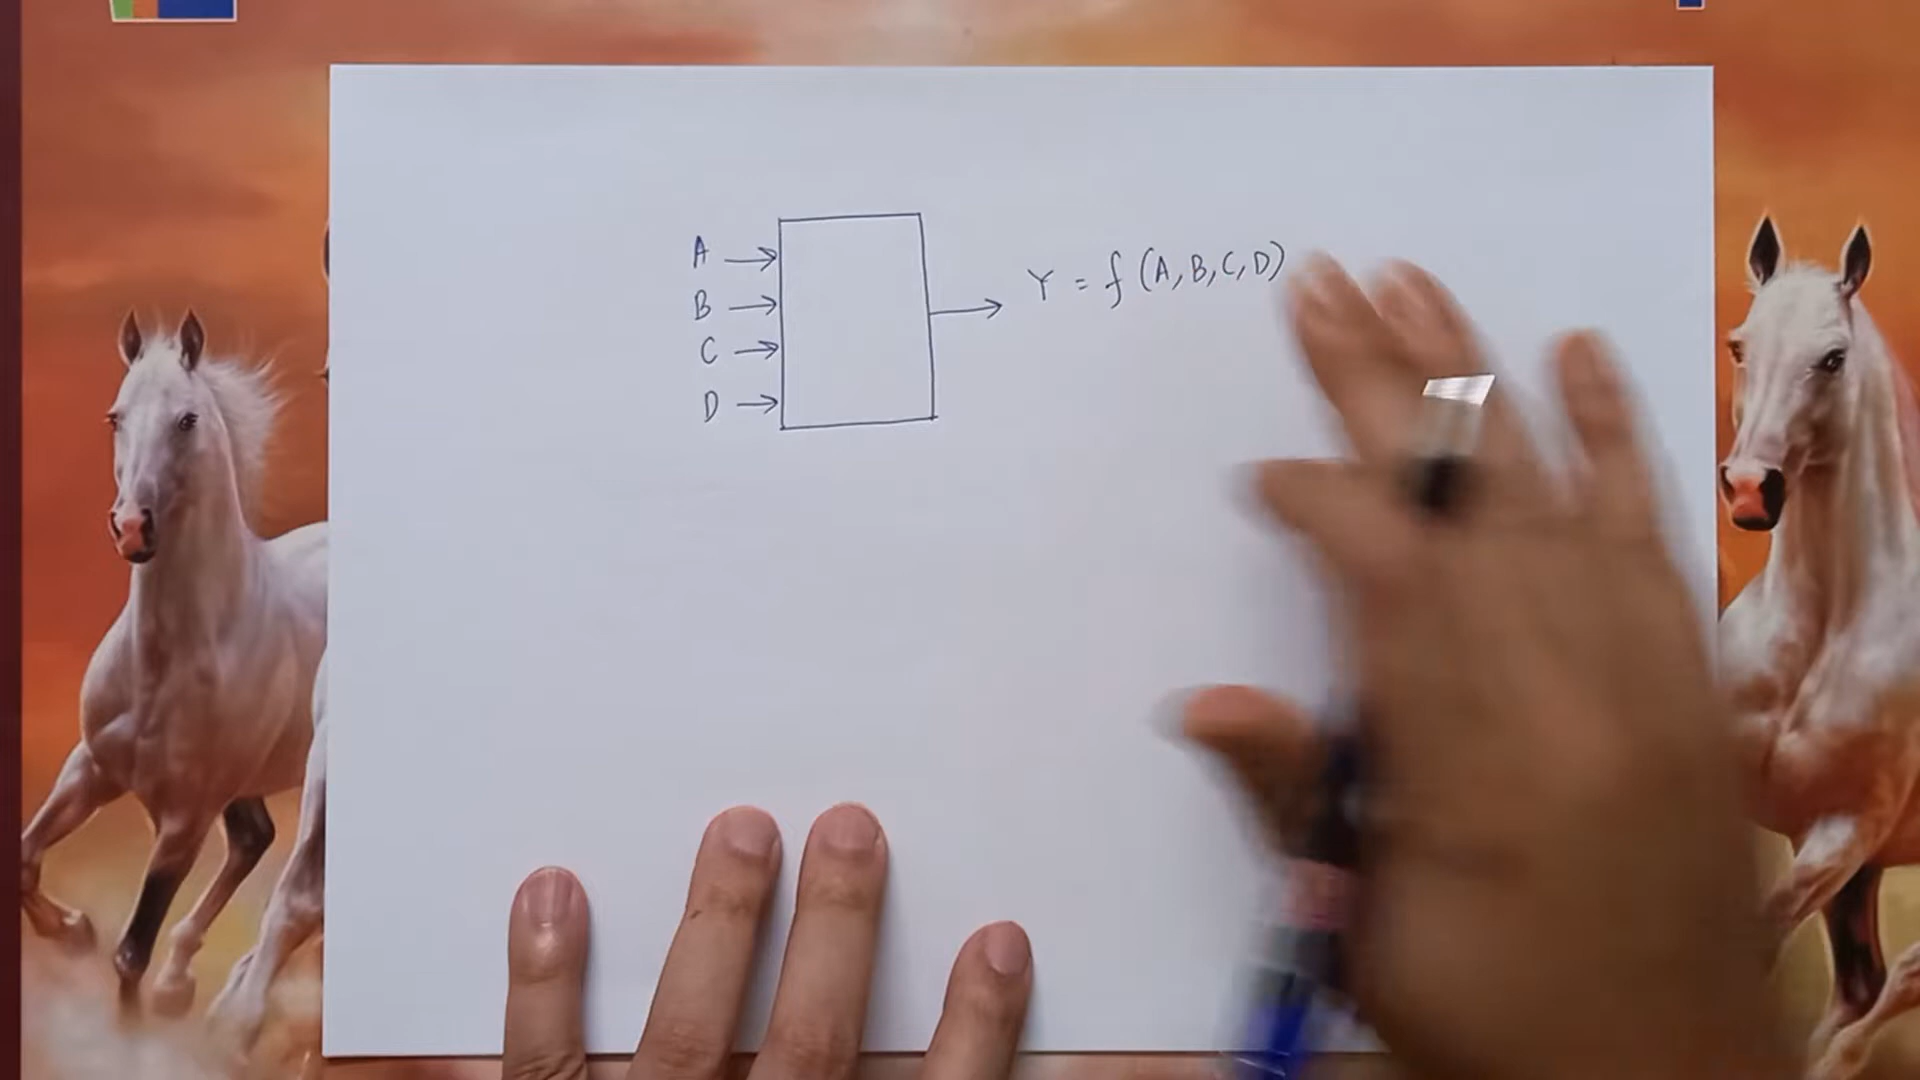 A
B
C
D
Y = f (A,B,C,D)